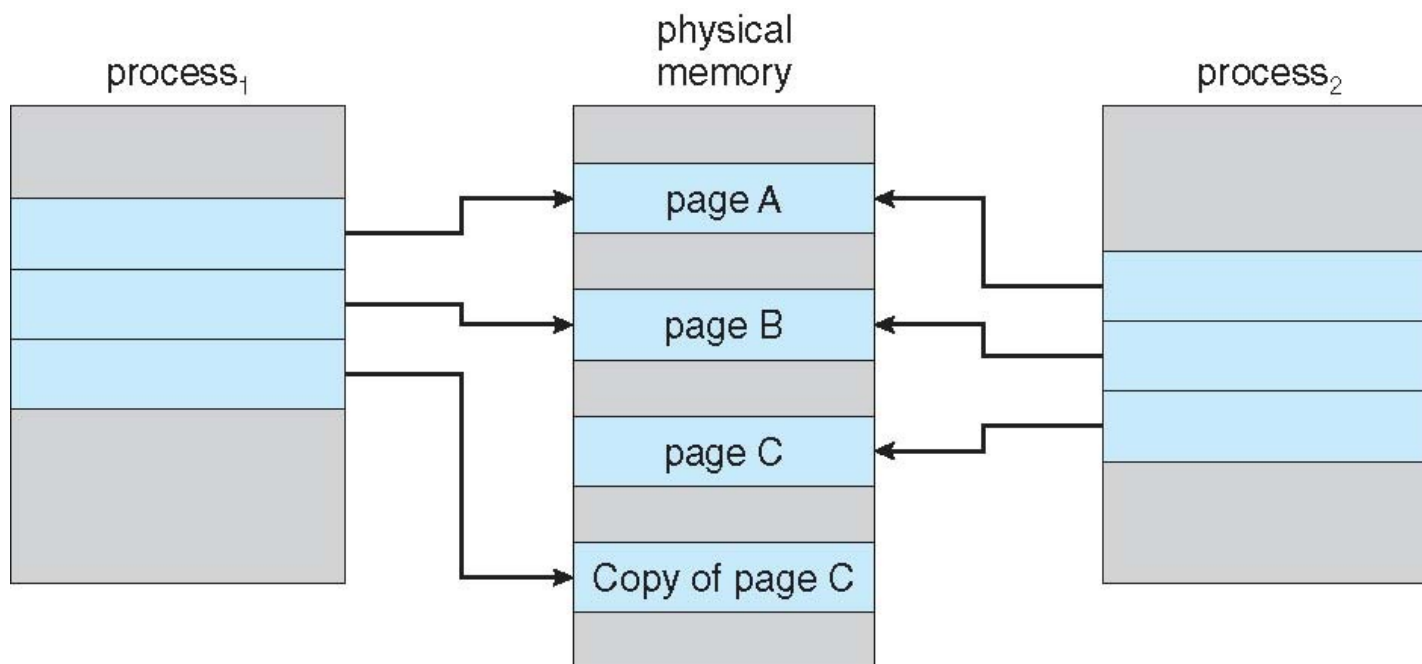 process₁
physical
memory
process₂
page A
page B
page C
Copy of page C